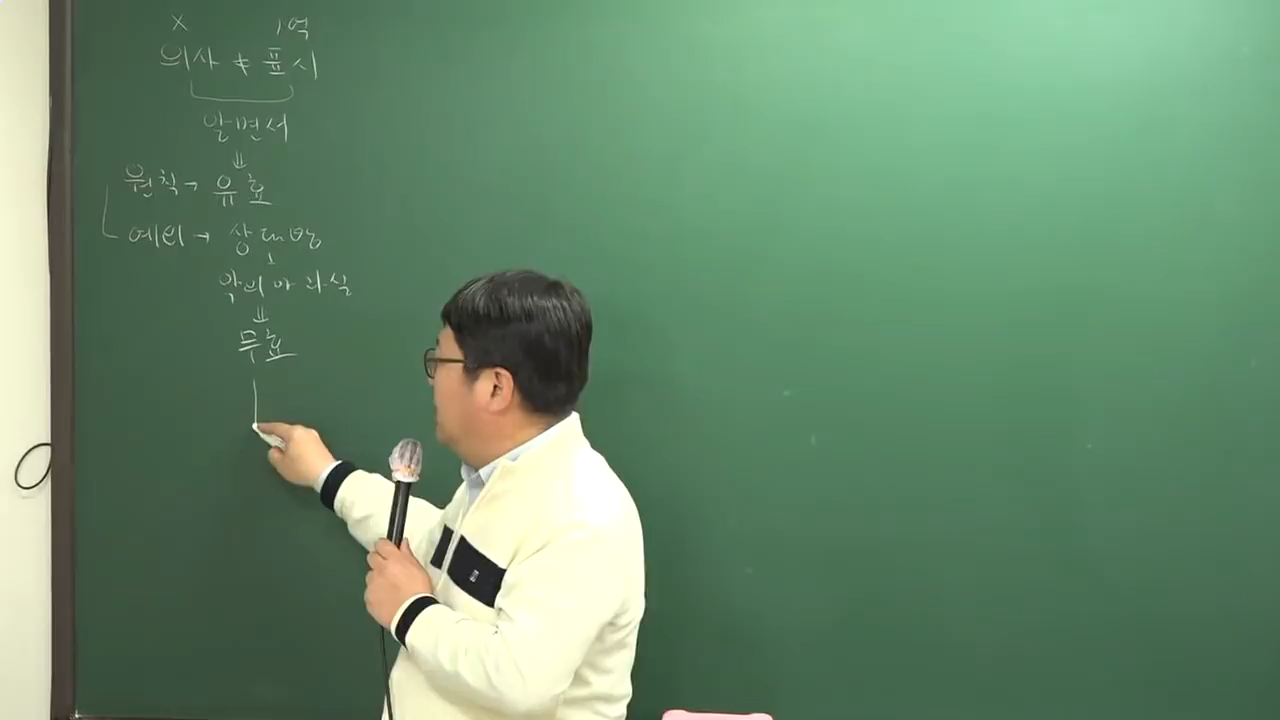 x 1억
의사 ≠ 표시
알면서
⇓
원칙 → 유효
예외 → 상대방
악의 or 과실
⇓
무효